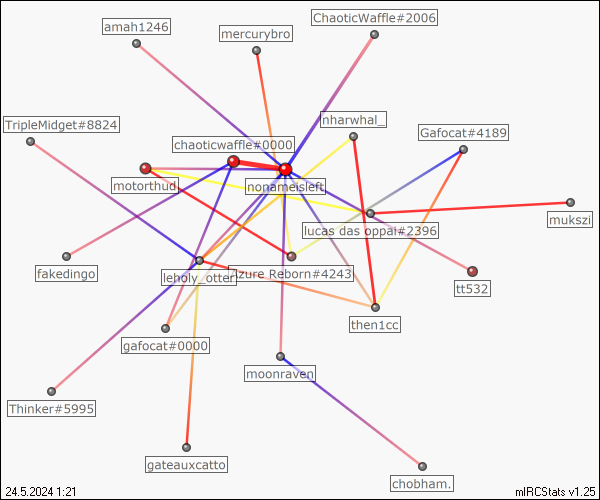 ChaoticWaffle#2006
amah1246
mercurybro
TripleMidget#8824
nharwhal_
Gafocat#4189
chaoticwaffle#0000
motorthud
nonameisleft
mukszi
lucas das oppai#2396
fakedingo
leholy_otter
Azure Reborn#4243
tt532
then1cc
gafocat#0000
moonraven
Thinker#5995
gateauxcatto
chobham.
24.5.2024 1:21
mIRCStats v1.25